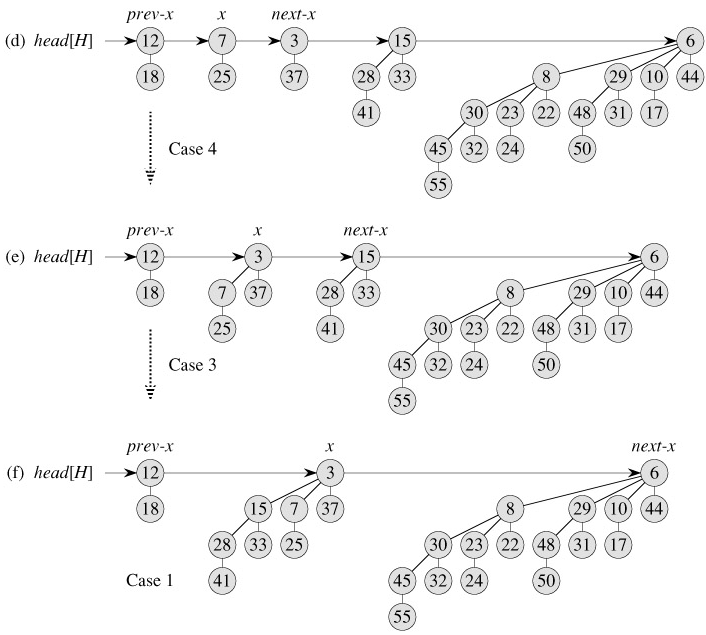 prev-x x next-x
(d) head[H] 12 7 3 15 6
18 25 37 28 33 8 29 10 44
41 30 23 22 48 31 17
Case 4 45 32 24 50
55
prev-x x next-x
(e) head[H] 12 3 15 6
18 7 37 28 33 8 29 10 44
25 41 30 23 22 48 31 17
Case 3 45 32 24 50
55
prev-x x next-x
(f) head[H] 12 3 6
18 15 7 37 8 29 10 44
28 33 25 30 23 22 48 31 17
Case 1 41 45 32 24 50
55